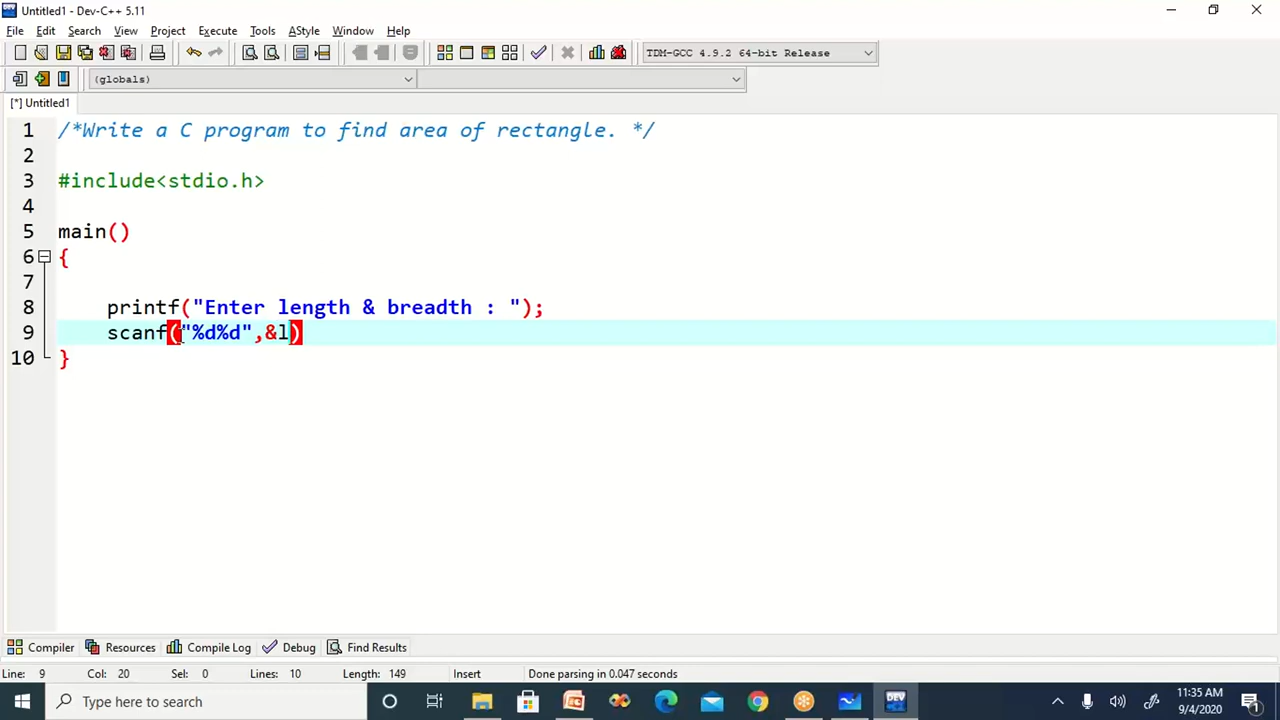 Untitled1 - Dev-C++ 5.11
File Edit Search View Project Execute Tools AStyle Window Help
TDM-GCC 4.9.2 64-bit Release
(globals)
[*] Untitled1
1 /*Write a C program to find area of rectangle. */
2
3 #include<stdio.h>
4
5 main()
6 {
7
8 printf("Enter length & breadth : ");
9 scanf("%d%d",&l)
10 }
Compiler Resources Compile Log Debug Find Results
Line: 9 Col: 20 Sel: 0 Lines: 10 Length: 149 Insert Done parsing in 0.047 seconds
Type here to search
DEV
11:35 AM
9/4/2020
1